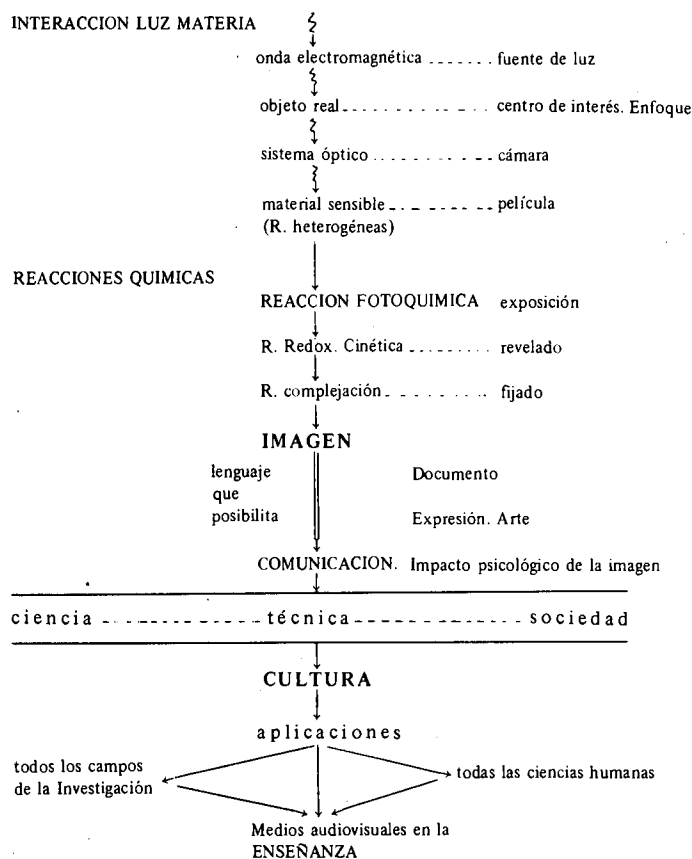 INTERACCION LUZ MATERIA
onda electromagnética ....... fuente de luz
objeto real ........... centro de interés. Enfoque
sistema óptico ........... cámara
material sensible ........... película
(R. heterogéneas)
REACCIONES QUIMICAS
REACCION FOTOQUIMICA exposición
R. Redox. Cinética ......... revelado
R. complejación ......... fijado
IMAGEN
lenguaje Documento
que
posibilita Expresión. Arte
COMUNICACION. Impacto psicológico de la imagen
ciencia ------------ técnica ------------ sociedad
CULTURA
aplicaciones
todos los campos
de la Investigación
todas las ciencias humanas
Medios audiovisuales en la
ENSEÑANZA